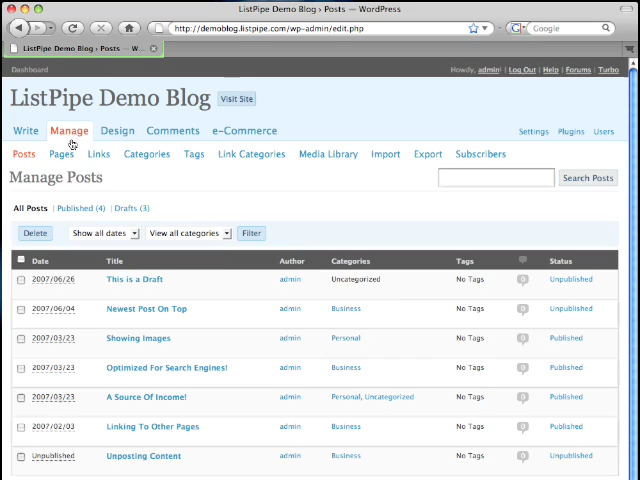 ListPipe Demo Blog › Posts — WordPress
http://demoblog.listpipe.com/wp-admin/edit.php
Google
ListPipe Demo Blog › Posts — W...
Dashboard
Howdy, admin! | Log Out | Help | Forums | Turbo
ListPipe Demo Blog Visit Site
Write Manage Design Comments e-Commerce Settings Plugins Users
Posts Pages Links Categories Tags Link Categories Media Library Import Export Subscribers
Manage Posts Search Posts
All Posts Published (4) Drafts (3)
Delete Show all dates View all categories Filter
Date Title Author Categories Tags Status
2007/06/26 This is a Draft admin Uncategorized No Tags 0 Unpublished
2007/06/04 Newest Post On Top admin Business No Tags 0 Unpublished
2007/03/23 Showing Images admin Personal No Tags 0 Published
2007/03/23 Optimized For Search Engines! admin Business No Tags 0 Published
2007/03/23 A Source Of Income! admin Personal, Uncategorized No Tags 0 Published
2007/02/03 Linking To Other Pages admin Business No Tags 0 Published
Unpublished Unposting Content admin Business No Tags 0 Unpublished